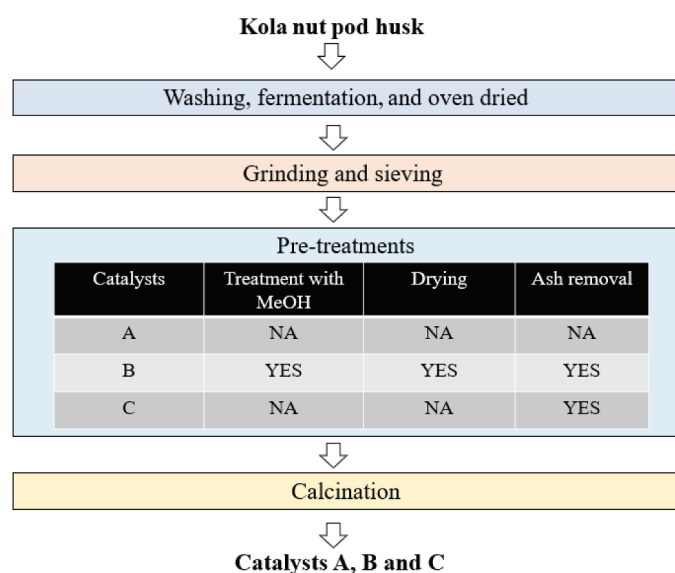 Kola nut pod husk
Washing, fermentation, and oven dried
Grinding and sieving
Pre-treatments
Catalysts Treatment with MeOH Drying Ash removal
A NA NA NA
B YES YES YES
C NA NA YES
Calcination
Catalysts A, B and C